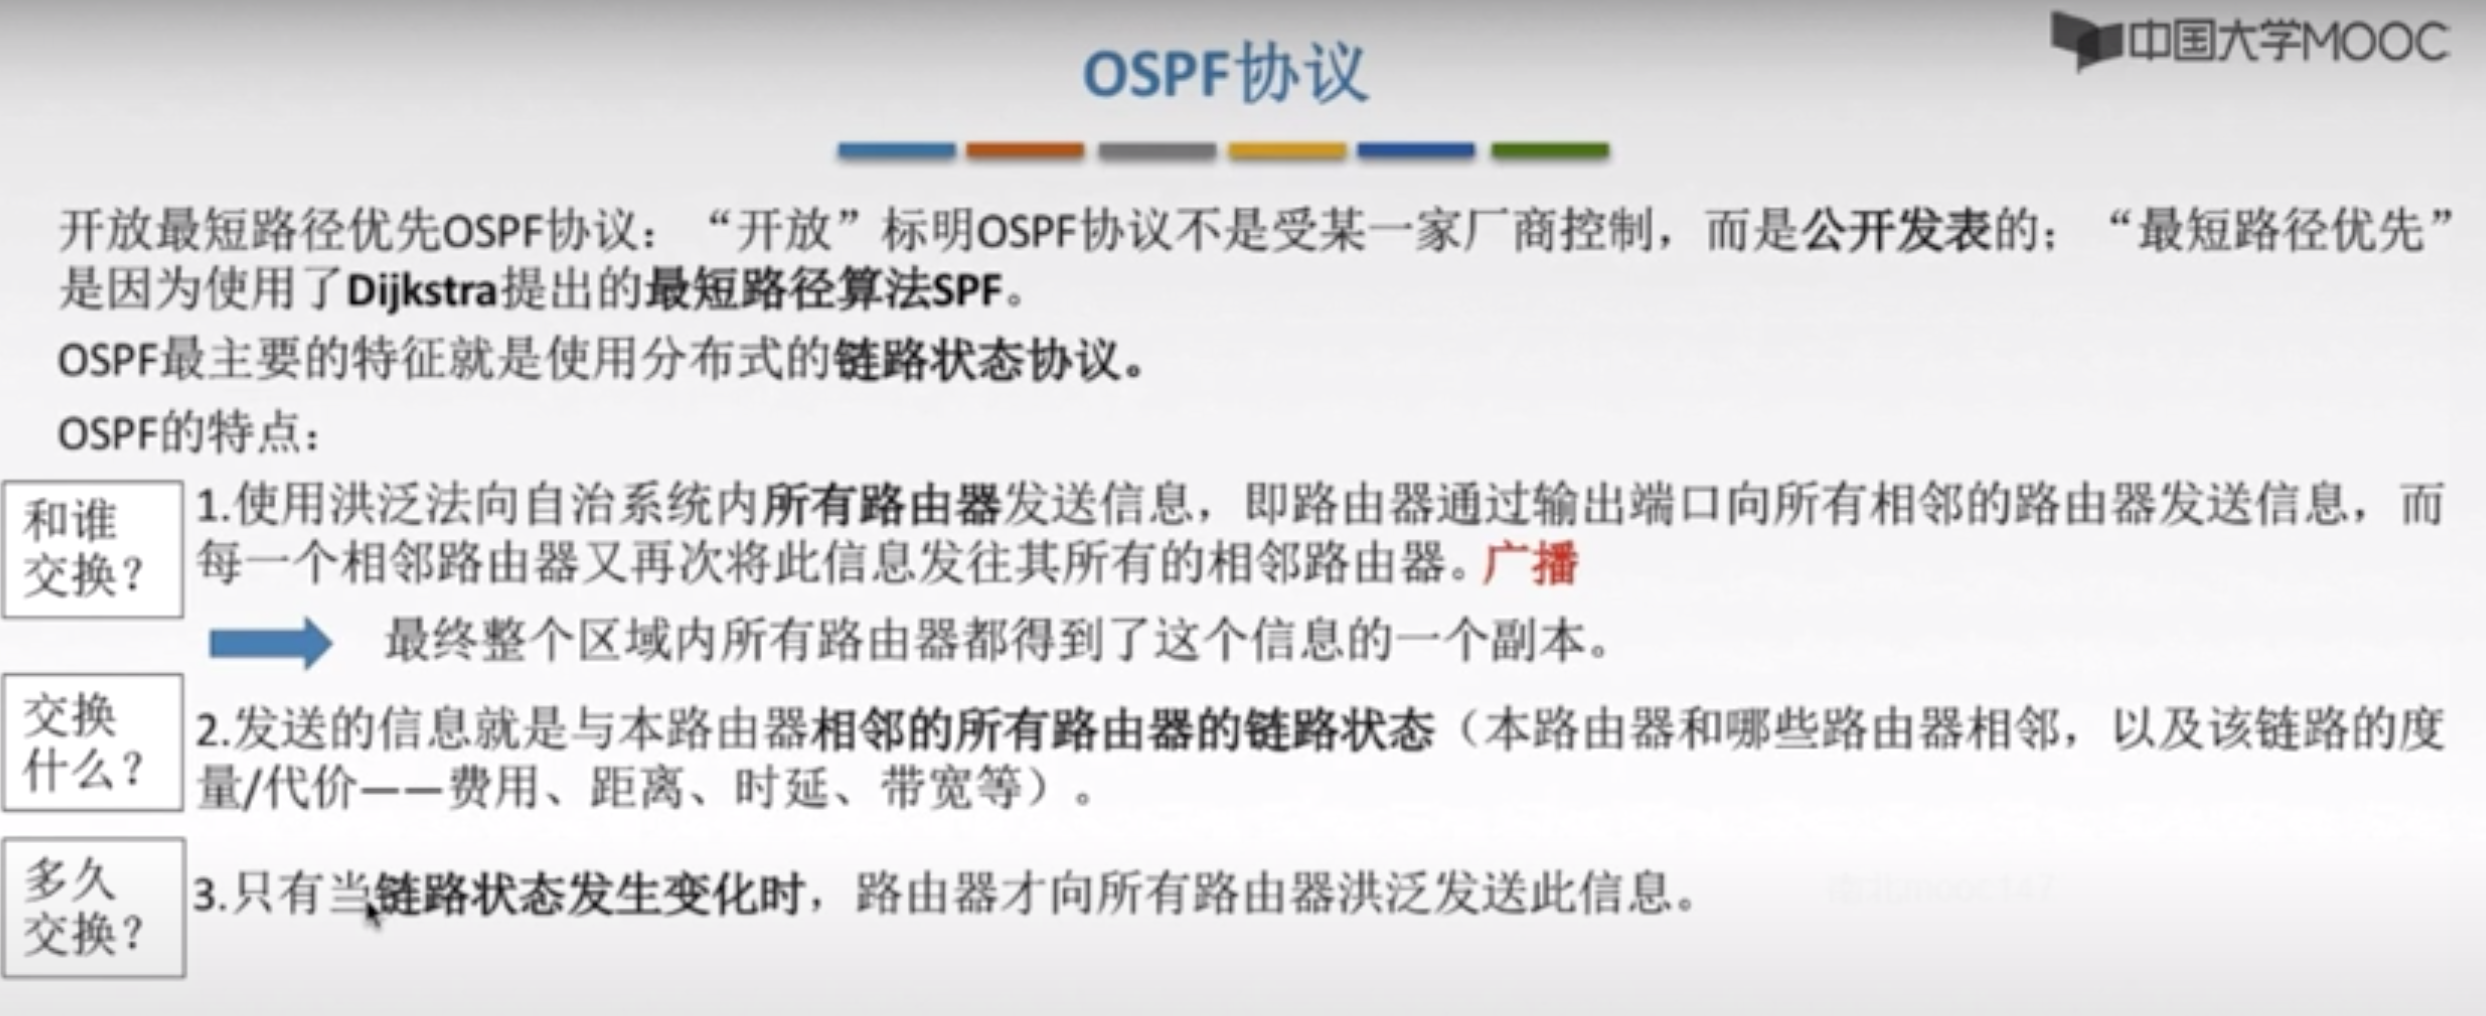 中国大学MOOC
OSPF协议
开放最短路径优先OSPF协议：“开放”标明OSPF协议不是受某一家厂商控制，而是公开发表的；“最短路径优先”
是因为使用了Dijkstra提出的最短路径算法SPF。
OSPF最主要的特征就是使用分布式的链路状态协议。
OSPF的特点：
和谁
交换？
1.使用洪泛法向自治系统内所有路由器发送信息，即路由器通过输出端口向所有相邻的路由器发送信息，而
每一个相邻路由器又再次将此信息发往其所有的相邻路由器。广播
最终整个区域内所有路由器都得到了这个信息的一个副本。
交换
什么？
2.发送的信息就是与本路由器相邻的所有路由器的链路状态（本路由器和哪些路由器相邻，以及该链路的度
量/代价——费用、距离、时延、带宽等）。
多久
交换？
3.只有当链路状态发生变化时，路由器才向所有路由器洪泛发送此信息。